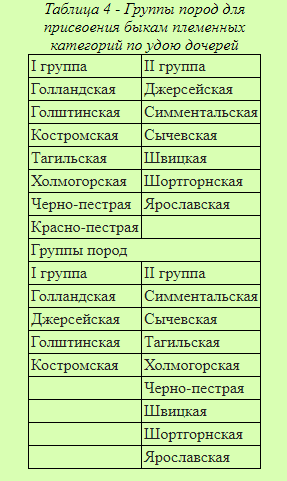 Таблица 4 - Группы пород для
присвоения быкам племенных
категорий по удою дочерей
I группа II группа
Голландская Джерсейская
Голштинская Симментальская
Костромская Сычевская
Тагильская Швицкая
Холмогорская Шортгорнская
Черно-пестрая Ярославская
Красно-пестрая
Группы пород
I группа II группа
Голландская Симментальская
Джерсейская Сычевская
Голштинская Тагильская
Костромская Холмогорская
Черно-пестрая
Швицкая
Шортгорнская
Ярославская